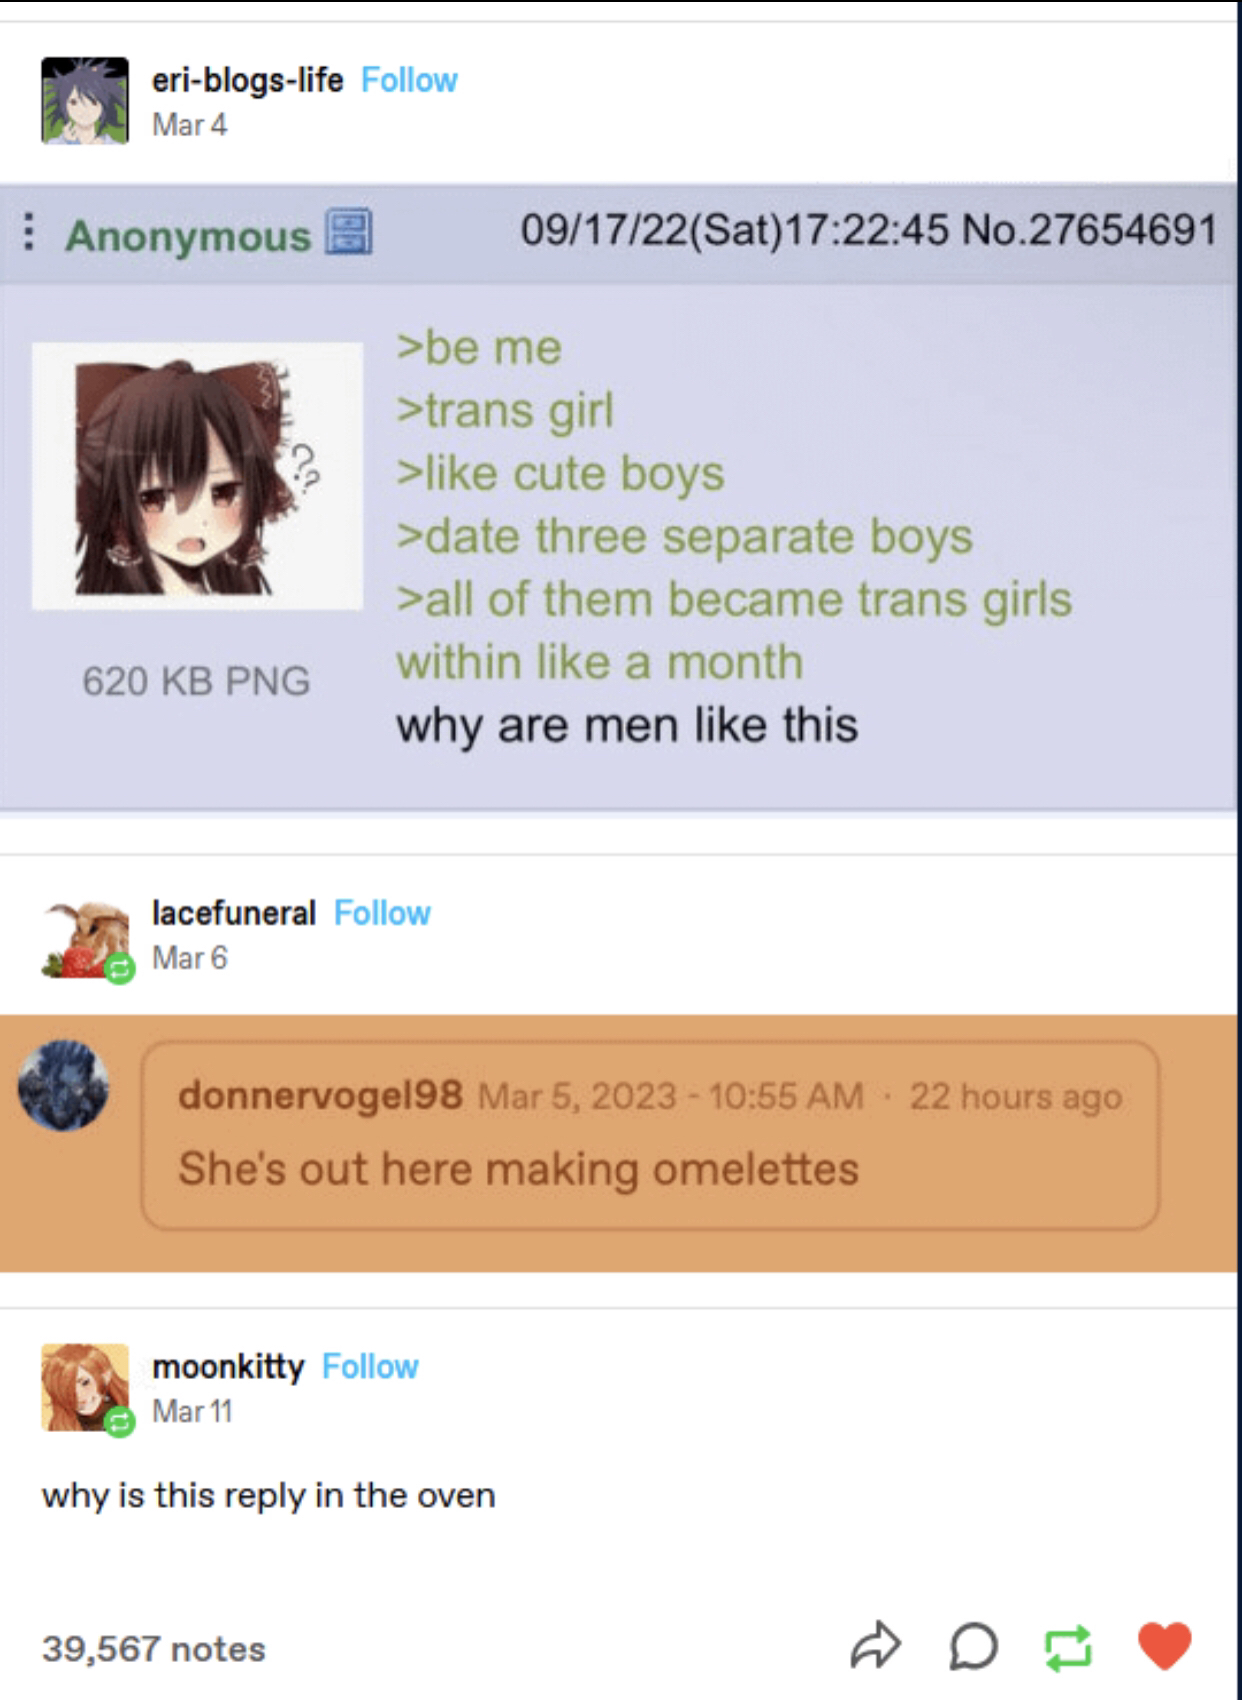 eri-blogs-life Follow
Mar 4
Anonymous 09/17/22(Sat)17:22:45 No.27654691
>be me
>trans girl
>like cute boys
>date three separate boys
>all of them became trans girls
within like a month
why are men like this
??
620 KB PNG
lacefuneral Follow
Mar 6
donnervogel98 Mar 5, 2023 - 10:55 AM · 22 hours ago
She's out here making omelettes
moonkitty Follow
Mar 11
why is this reply in the oven
39,567 notes